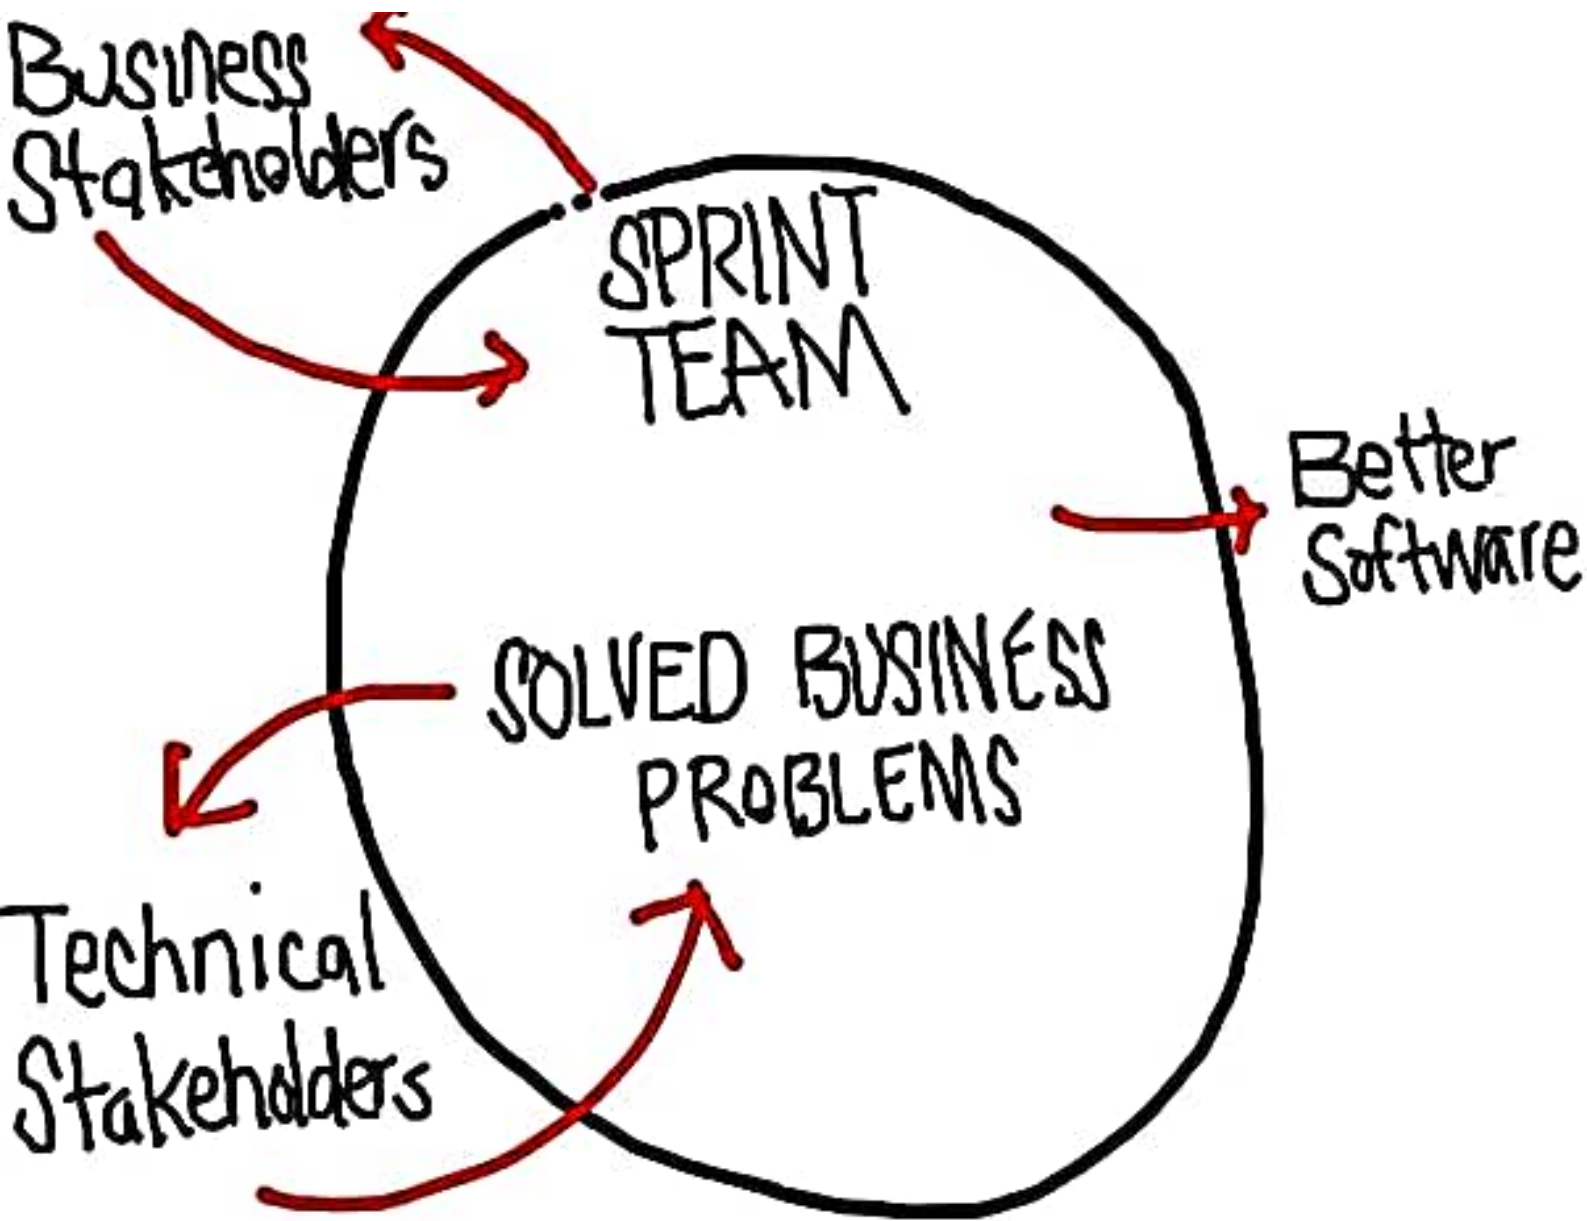 Business
Stakeholders
SPRINT
TEAM
Better
Software
SOLVED BUSINESS
PROBLEMS
Technical
Stakeholders